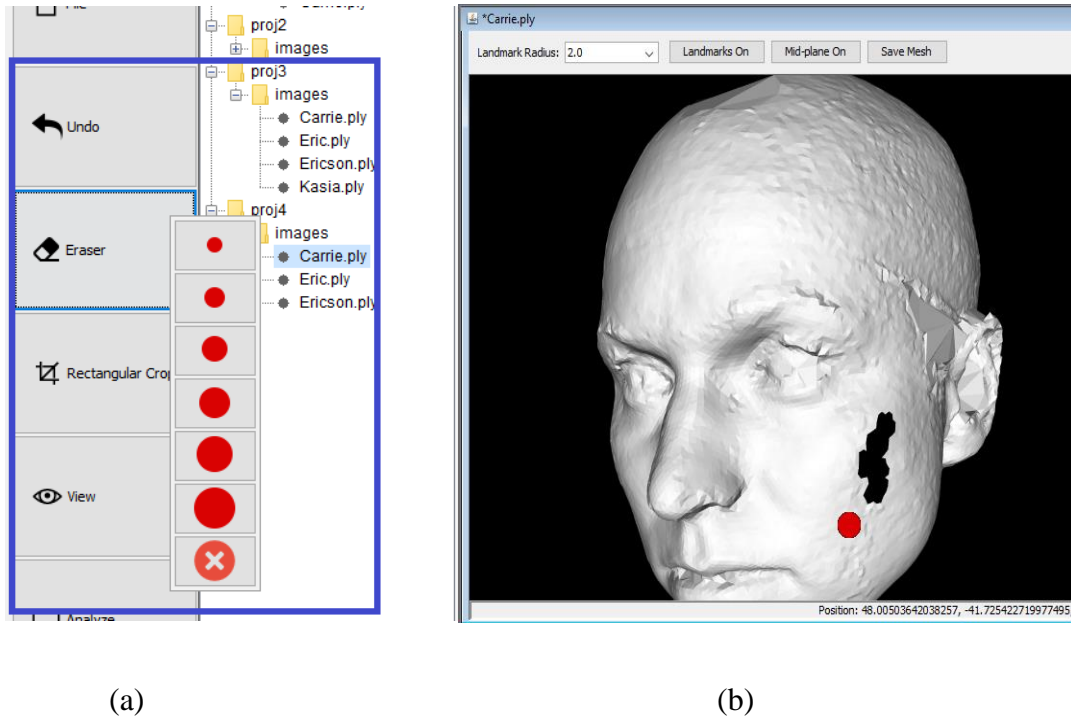 proj2
images
proj3
images
Carrie.ply
Eric.ply
Ericson.ply
Kasia.ply
proj4
images
Carrie.ply
Eric.ply
Ericson.ply
Undo
Eraser
Rectangular Crop
View
Analyze
(a)
*Carrie.ply
Landmark Radius: 2.0 Landmarks On Mid-plane On Save Mesh
Position: 48.00503642038257, -41.725422719977495,
(b)